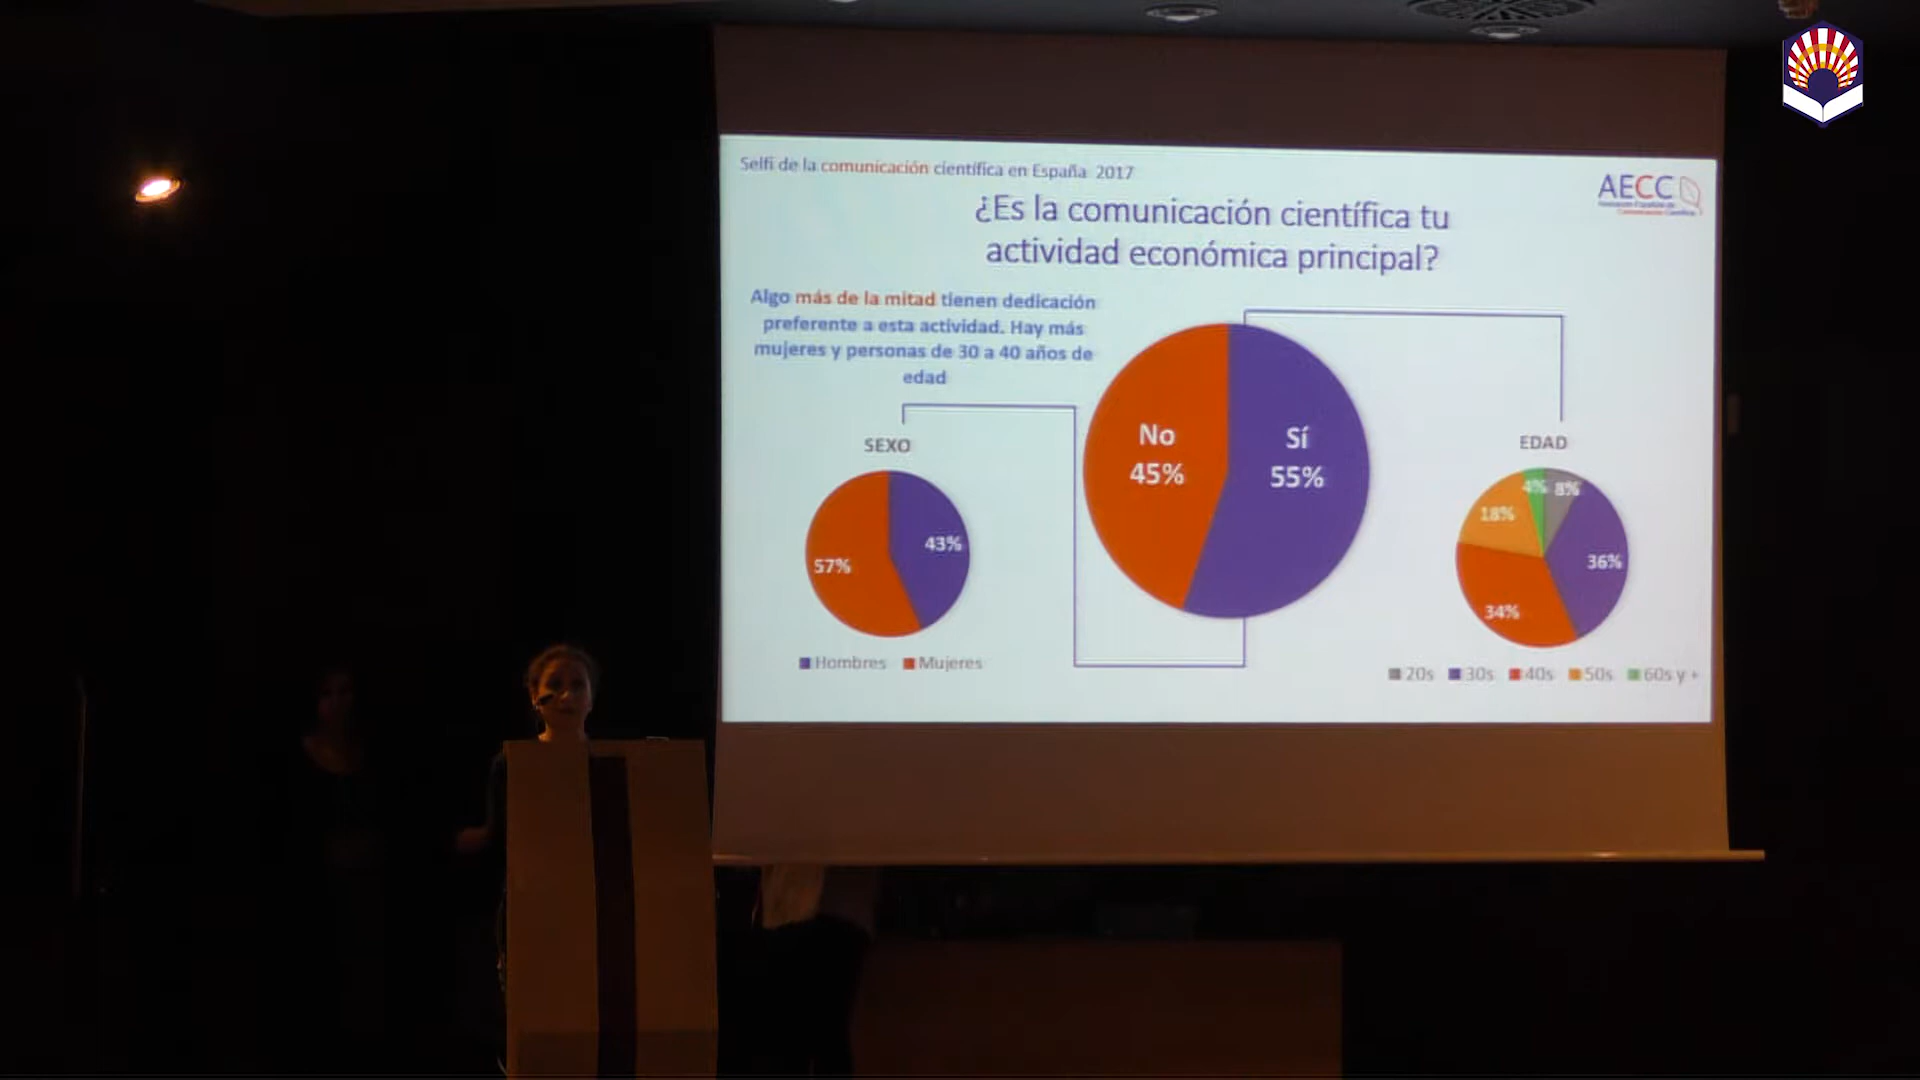 Selfi de la comunicación científica en España 2017
AECC
¿Es la comunicación científica tu
actividad económica principal?
Algo más de la mitad tienen dedicación
preferente a esta actividad. Hay más
mujeres y personas de 30 a 40 años de
edad
No
45%
Sí
55%
SEXO
57%
43%
Hombres Mujeres
EDAD
4% 8%
18%
36%
34%
20s 30s 40s 50s 60s y +